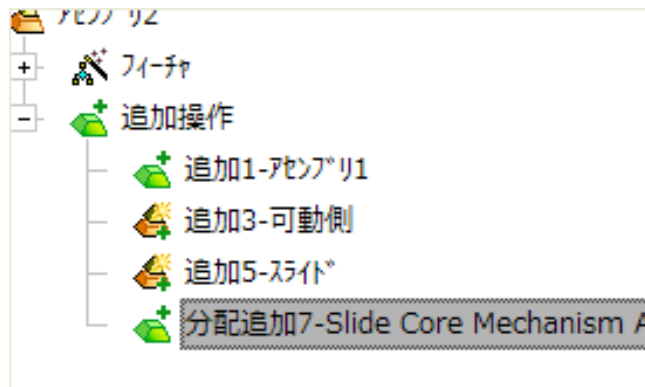 ｱｾﾝﾌﾞﾘ2
ﾌｨｰﾁｬ
追加操作
追加1-ｱｾﾝﾌﾞﾘ1
追加3-可動側
追加5-ｽﾗｲﾄﾞ
分配追加7-Slide Core Mechanism A